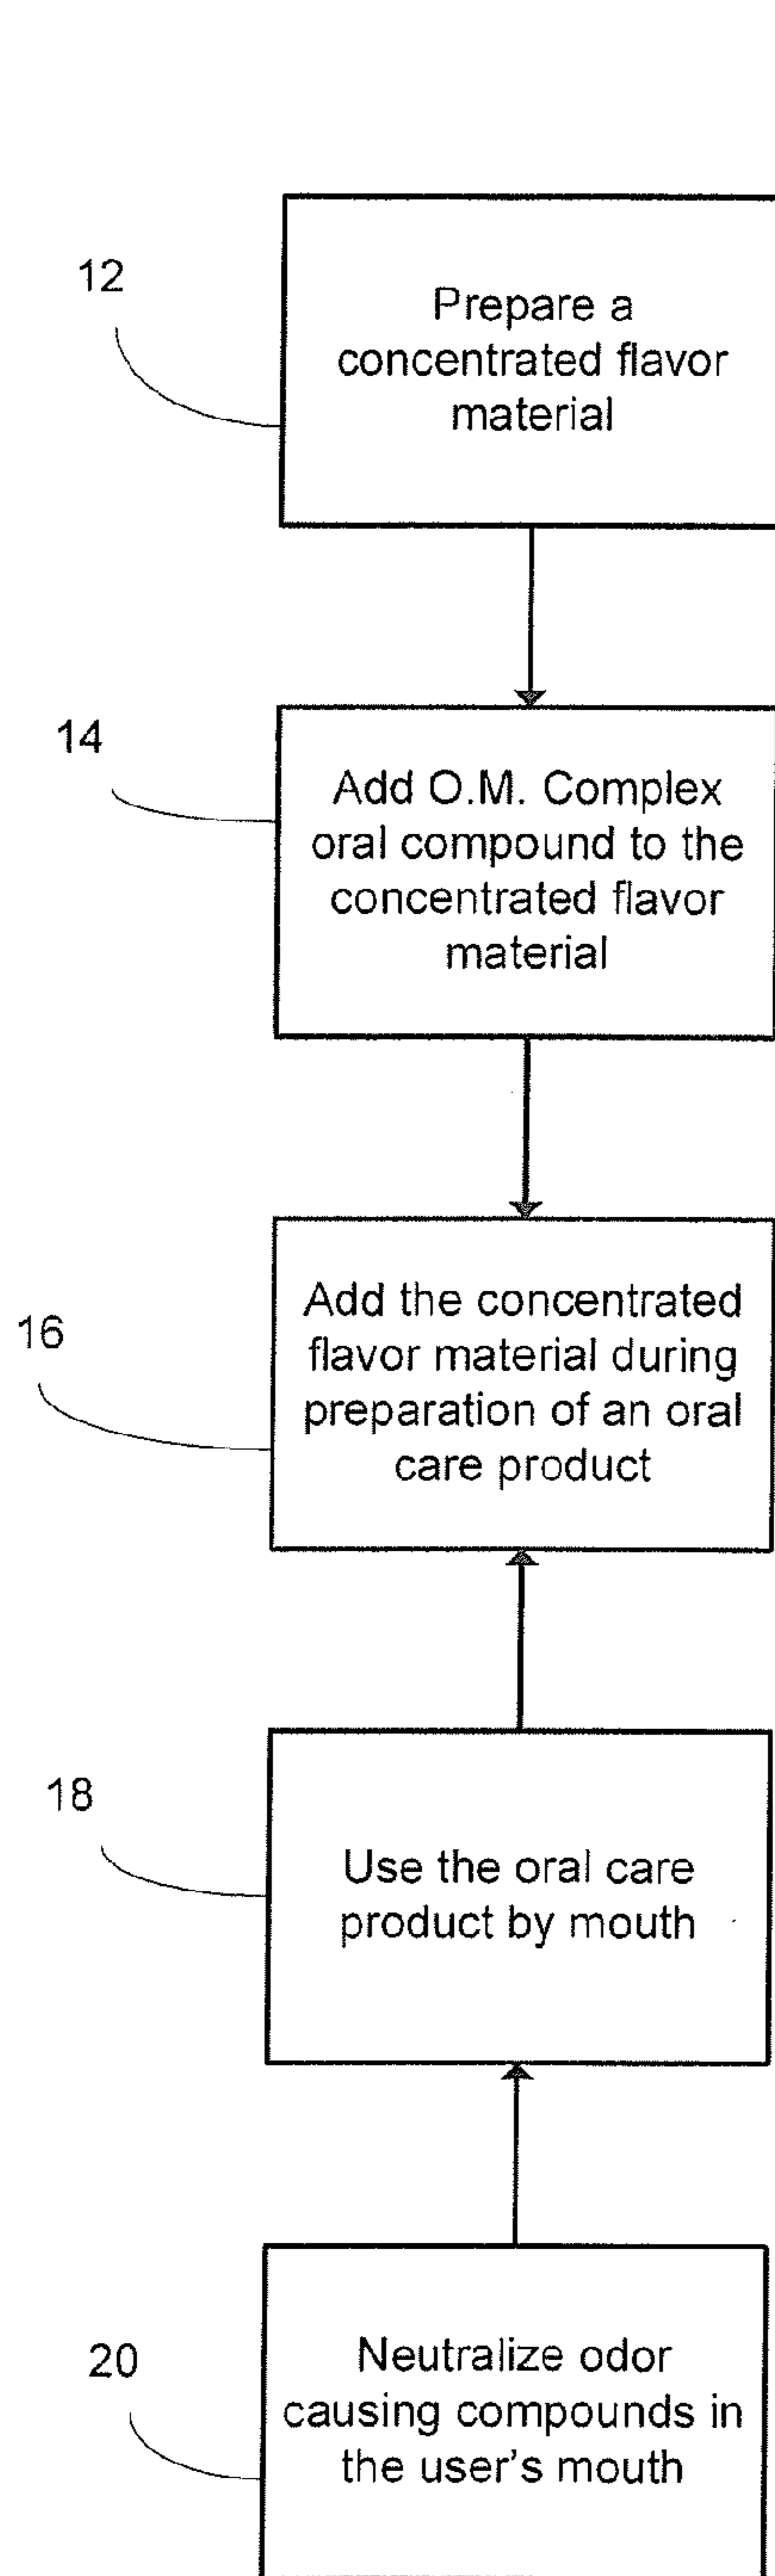 12
Prepare a
concentrated flavor
material
14
Add O.M. Complex
oral compound to the
concentrated flavor
material
16
Add the concentrated
flavor material during
preparation of an oral
care product
18
Use the oral care
product by mouth
20
Neutralize odor
causing compounds in
the user's mouth